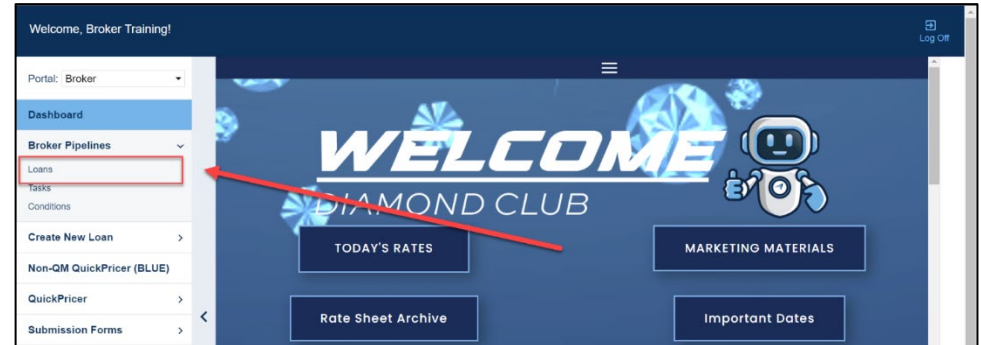 Welcome, Broker Training!
Log Off
Portal: Broker
Dashboard
Broker Pipelines
Loans
Tasks
Conditions
Create New Loan
Non-QM QuickPricer (BLUE)
QuickPricer
Submission Forms
WELCOME
DIAMOND CLUB
TODAY'S RATES
MARKETING MATERIALS
Rate Sheet Archive
Important Dates